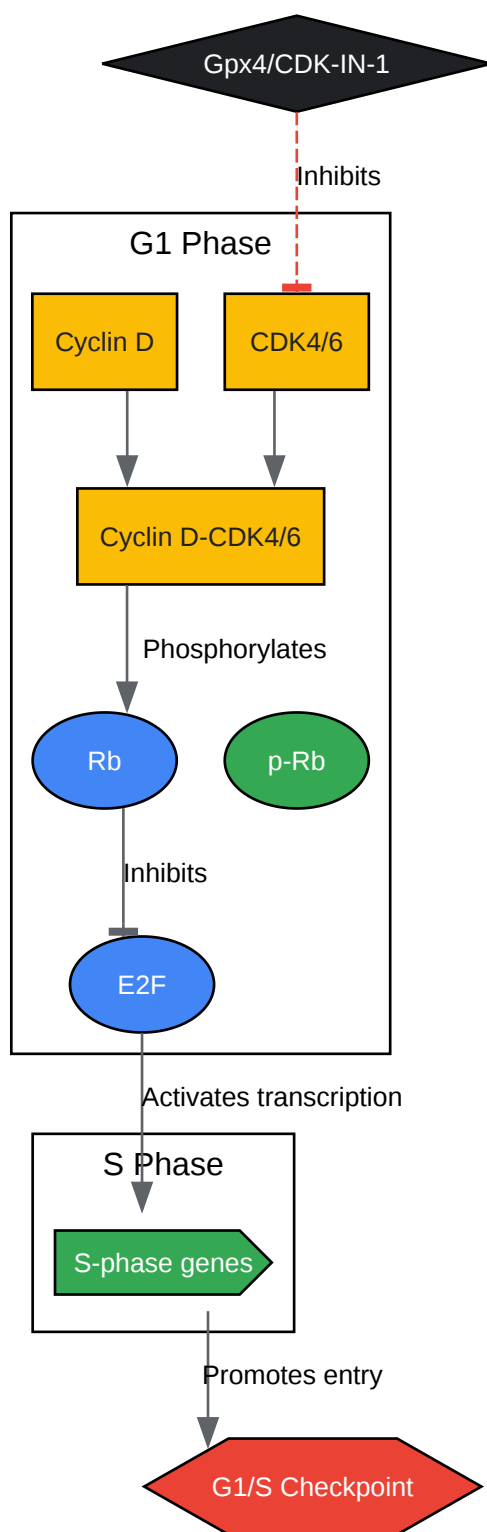 Gpx4/CDK-IN-1
Inhibits
G1 Phase
Cyclin D
CDK4/6
Cyclin D-CDK4/6
Phosphorylates
Rb
p-Rb
Inhibits
E2F
Activates transcription
S Phase
S-phase genes
Promotes entry
G1/S Checkpoint